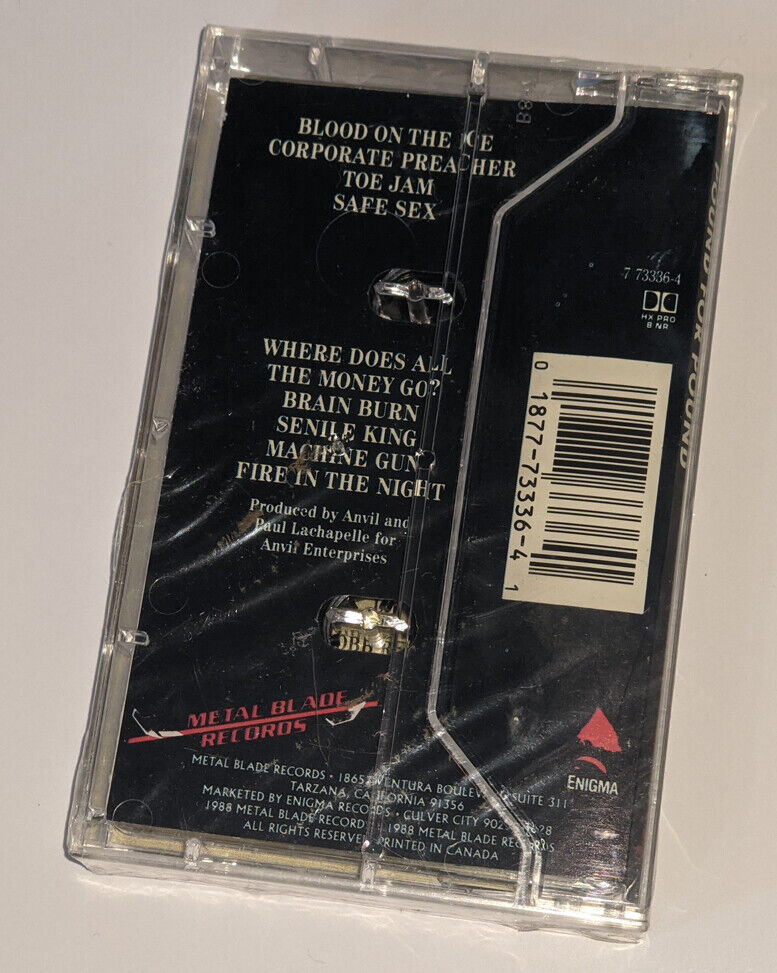 BLOOD ON THE ICE
CORPORATE PREACHER
TOE JAM
SAFE SEX
WHERE DOES ALL
THE MONEY GO?
BRAIN BURN
SENILE KING
MACHINE GUN
FIRE IN THE NIGHT
Produced by Anvil and
Paul Lachapelle for
Anvil Enterprises
METAL BLADE
RECORDS
METAL BLADE RECORDS • VENTURA BOULEVARD SUITE 311
TARZANA, CALIFORNIA 91356
MARKETED BY ENIGMA RECORDS • CULVER CITY
1988 METAL BLADE RECORDS 1988 METAL BLADE RECORDS
ALL RIGHTS RESERVED PRINTED IN CANADA
POUND FOR POUND
7 73336-4
HX PRO
B NR
0 1877-73336-4 1
ENIGMA